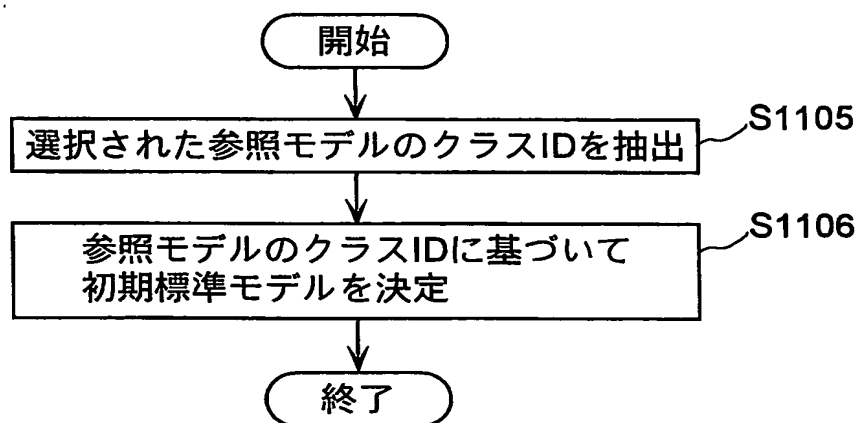 開始
選択された参照モデルのクラスIDを抽出
S1105
参照モデルのクラスIDに基づいて
初期標準モデルを決定
S1106
終了